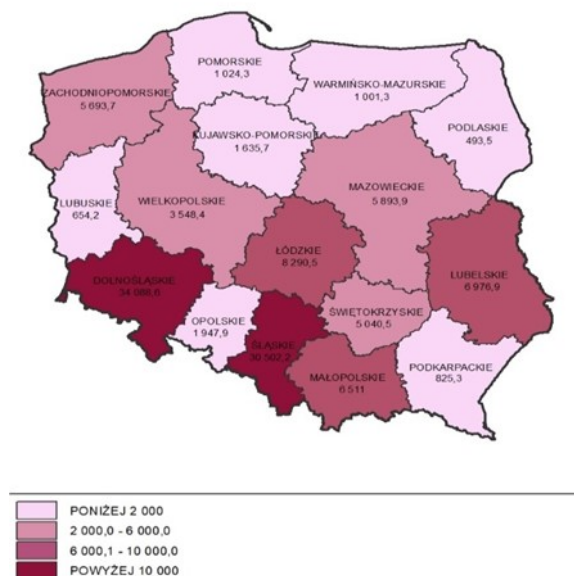 POMORSKIE
1 024,3
WARMIŃSKO-MAZURSKIE
1 001,3
ZACHODNIOPOMORSKIE
5 693,7
PODLASKIE
493,5
KUJAWSKO-POMORSKIE
1 635,7
MAZOWIECKIE
5 893,9
WIELKOPOLSKIE
3 548,4
LUBUSKIE
654,2
ŁÓDZKIE
8 290,5
LUBELSKIE
6 976,9
DOLNOŚLĄSKIE
34 088,6
ŚWIĘTOKRZYSKIE
5 040,5
OPOLSKIE
1 947,9
ŚLĄSKIE
30 502,2
PODKARPACKIE
825,3
MAŁOPOLSKIE
6 511
PONIŻEJ 2 000
2 000,0 - 6 000,0
6 000,1 - 10 000,0
POWYŻEJ 10 000